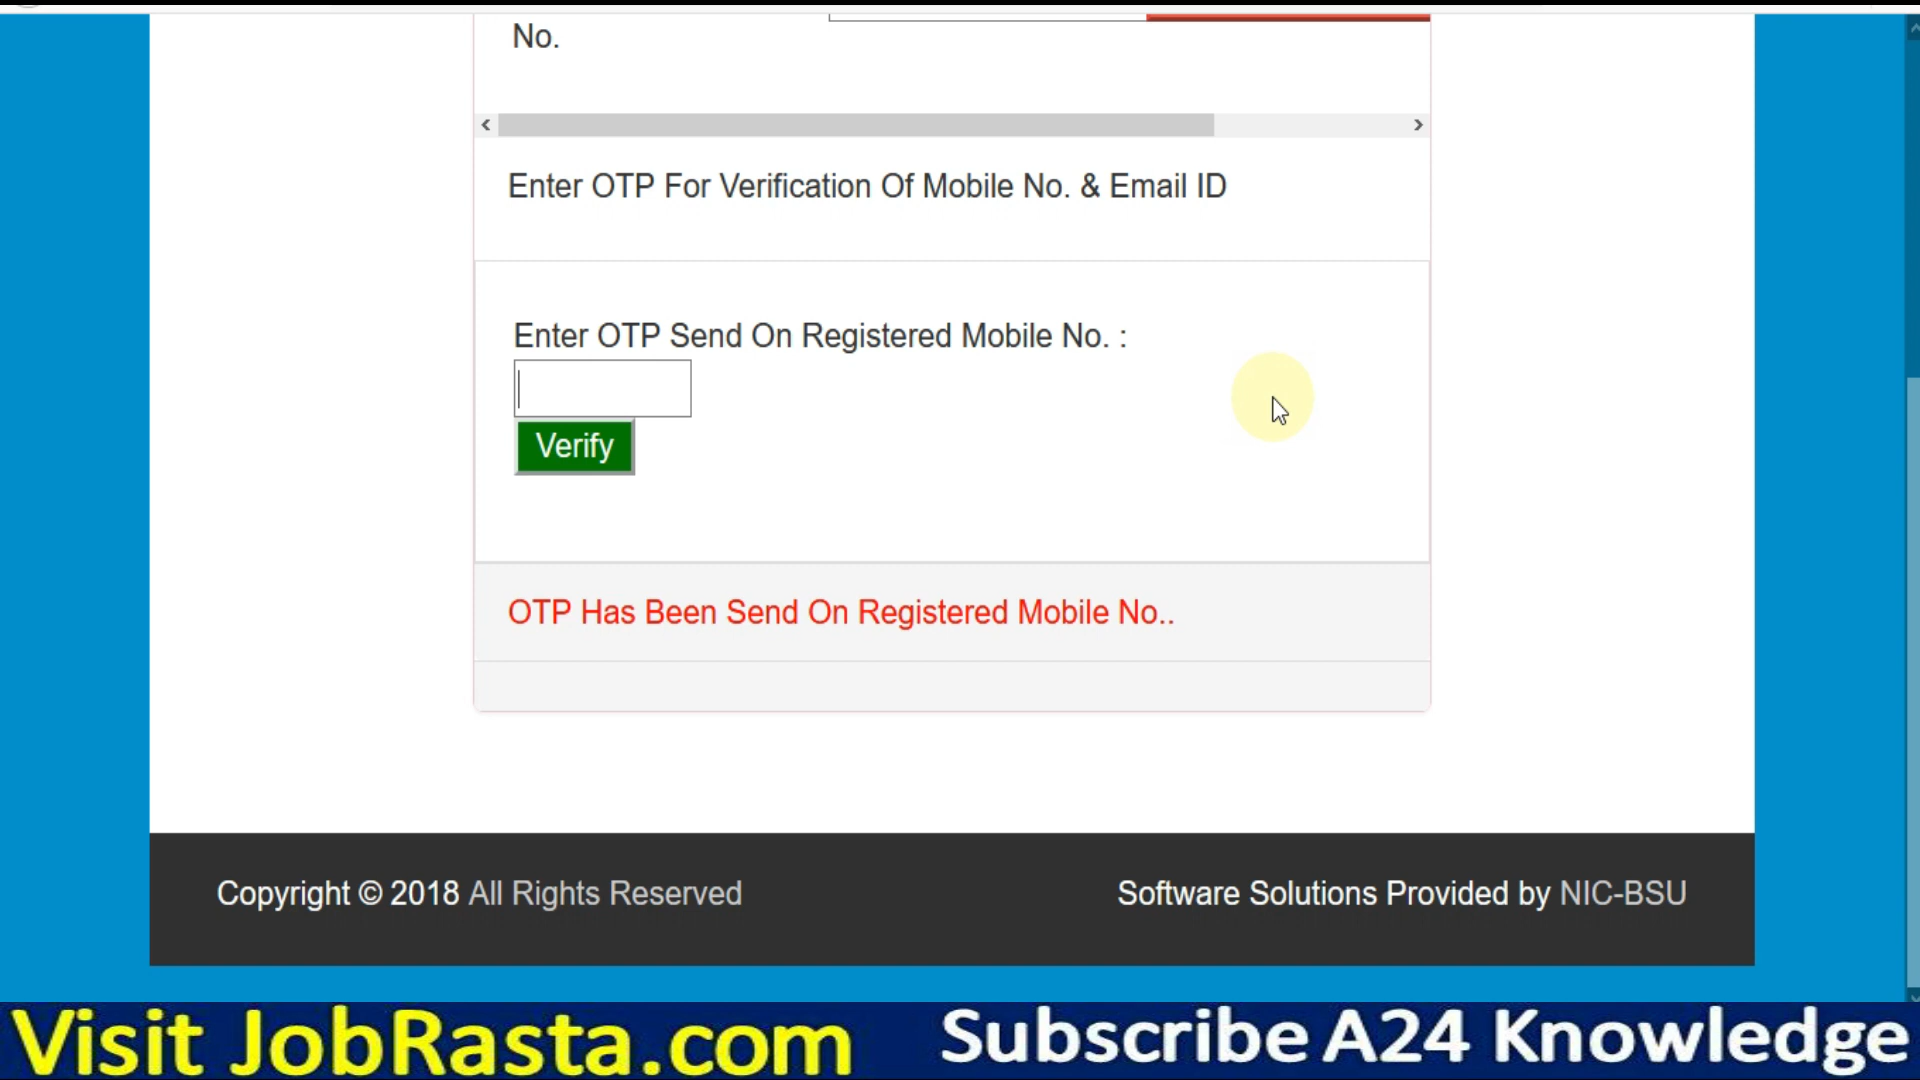 No.
Enter OTP For Verification Of Mobile No. & Email ID
Enter OTP Send On Registered Mobile No. :
Verify
OTP Has Been Send On Registered Mobile No..
Copyright © 2018 All Rights Reserved
Software Solutions Provided by NIC-BSU
Visit JobRasta.com
Subscribe A24 Knowledge